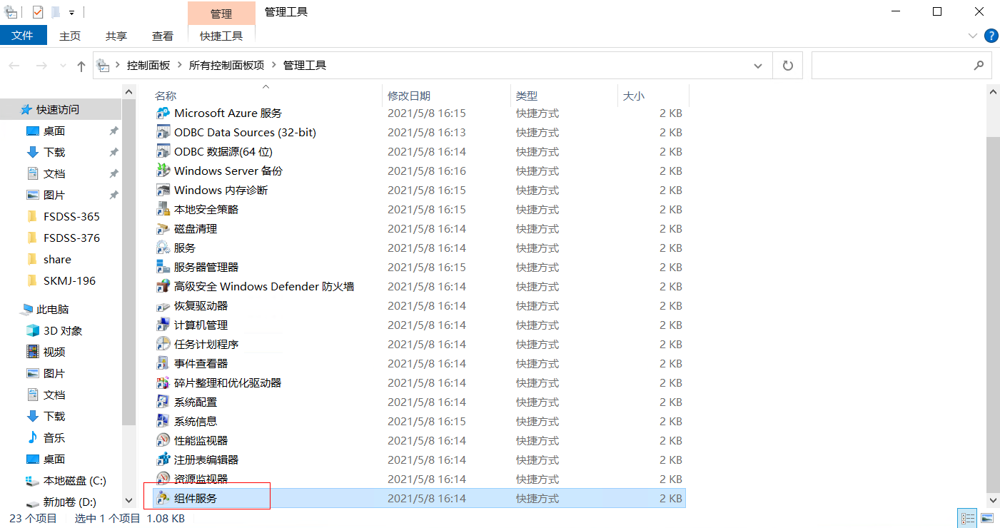 管理 管理工具
文件 主页 共享 查看 快捷工具
控制面板 所有控制面板项 管理工具
快速访问
桌面
下载
文档
图片
FSDSS-365
FSDSS-376
share
SKMJ-196
此电脑
3D 对象
视频
图片
文档
下载
音乐
桌面
本地磁盘 (C:)
新加卷 (D:)
名称 修改日期 类型 大小
Microsoft Azure 服务 2021/5/8 16:15 快捷方式 2 KB
ODBC Data Sources (32-bit) 2021/5/8 16:13 快捷方式 2 KB
ODBC 数据源(64 位) 2021/5/8 16:14 快捷方式 2 KB
Windows Server 备份 2021/5/8 16:16 快捷方式 2 KB
Windows 内存诊断 2021/5/8 16:15 快捷方式 2 KB
本地安全策略 2021/5/8 16:15 快捷方式 2 KB
磁盘清理 2021/5/8 16:14 快捷方式 2 KB
服务 2021/5/8 16:14 快捷方式 2 KB
服务器管理器 2021/5/8 16:15 快捷方式 2 KB
高级安全 Windows Defender 防火墙 2021/5/8 16:14 快捷方式 2 KB
恢复驱动器 2021/5/8 16:14 快捷方式 2 KB
计算机管理 2021/5/8 16:14 快捷方式 2 KB
任务计划程序 2021/5/8 16:14 快捷方式 2 KB
事件查看器 2021/5/8 16:14 快捷方式 2 KB
碎片整理和优化驱动器 2021/5/8 16:14 快捷方式 2 KB
系统配置 2021/5/8 16:14 快捷方式 2 KB
系统信息 2021/5/8 16:15 快捷方式 2 KB
性能监视器 2021/5/8 16:14 快捷方式 2 KB
注册表编辑器 2021/5/8 16:14 快捷方式 2 KB
资源监视器 2021/5/8 16:14 快捷方式 2 KB
组件服务 2021/5/8 16:14 快捷方式 2 KB
23 个项目 选中 1 个项目 1.08 KB